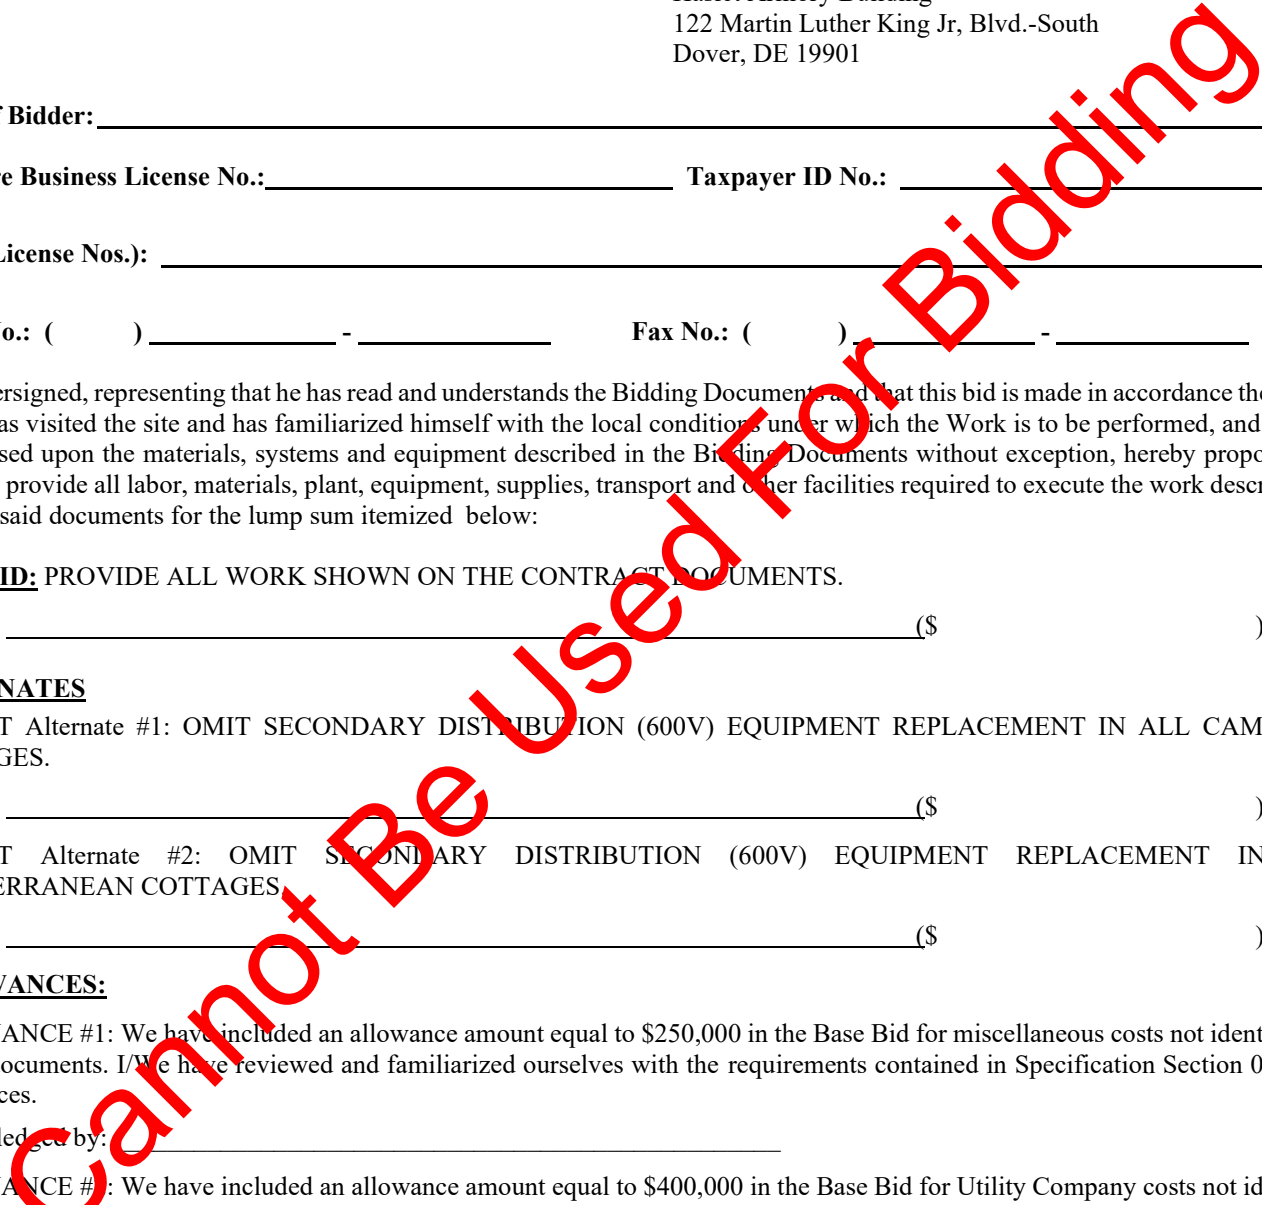 122 Martin Luther King Jr, Blvd.-South
Dover, DE 19901
Bidder:
Business License No.: Taxpayer ID No.:
License Nos.):
No.: ( ) - Fax No.: ( ) -
ersigned, representing that he has read and understands the Bidding Documents and that this bid is made in accordance the
as visited the site and has familiarized himself with the local conditions under which the Work is to be performed, and
sed upon the materials, systems and equipment described in the Bidding Documents without exception, hereby propo
provide all labor, materials, plant, equipment, supplies, transport and other facilities required to execute the work descr
said documents for the lump sum itemized below:
ID: PROVIDE ALL WORK SHOWN ON THE CONTRACT DOCUMENTS.
($ )
NATES
T Alternate #1: OMIT SECONDARY DISTRIBUTION (600V) EQUIPMENT REPLACEMENT IN ALL CAM
GES.
($ )
T Alternate #2: OMIT SECONDARY DISTRIBUTION (600V) EQUIPMENT REPLACEMENT IN
ERRANEAN COTTAGES.
($ )
WANCES:
ANCE #1: We have included an allowance amount equal to $250,000 in the Base Bid for miscellaneous costs not ident
ocuments. I/We have reviewed and familiarized ourselves with the requirements contained in Specification Section 0
ces.
ledged by:
ANCE # : We have included an allowance amount equal to $400,000 in the Base Bid for Utility Company costs not id
Cannot Be Used For Bidding